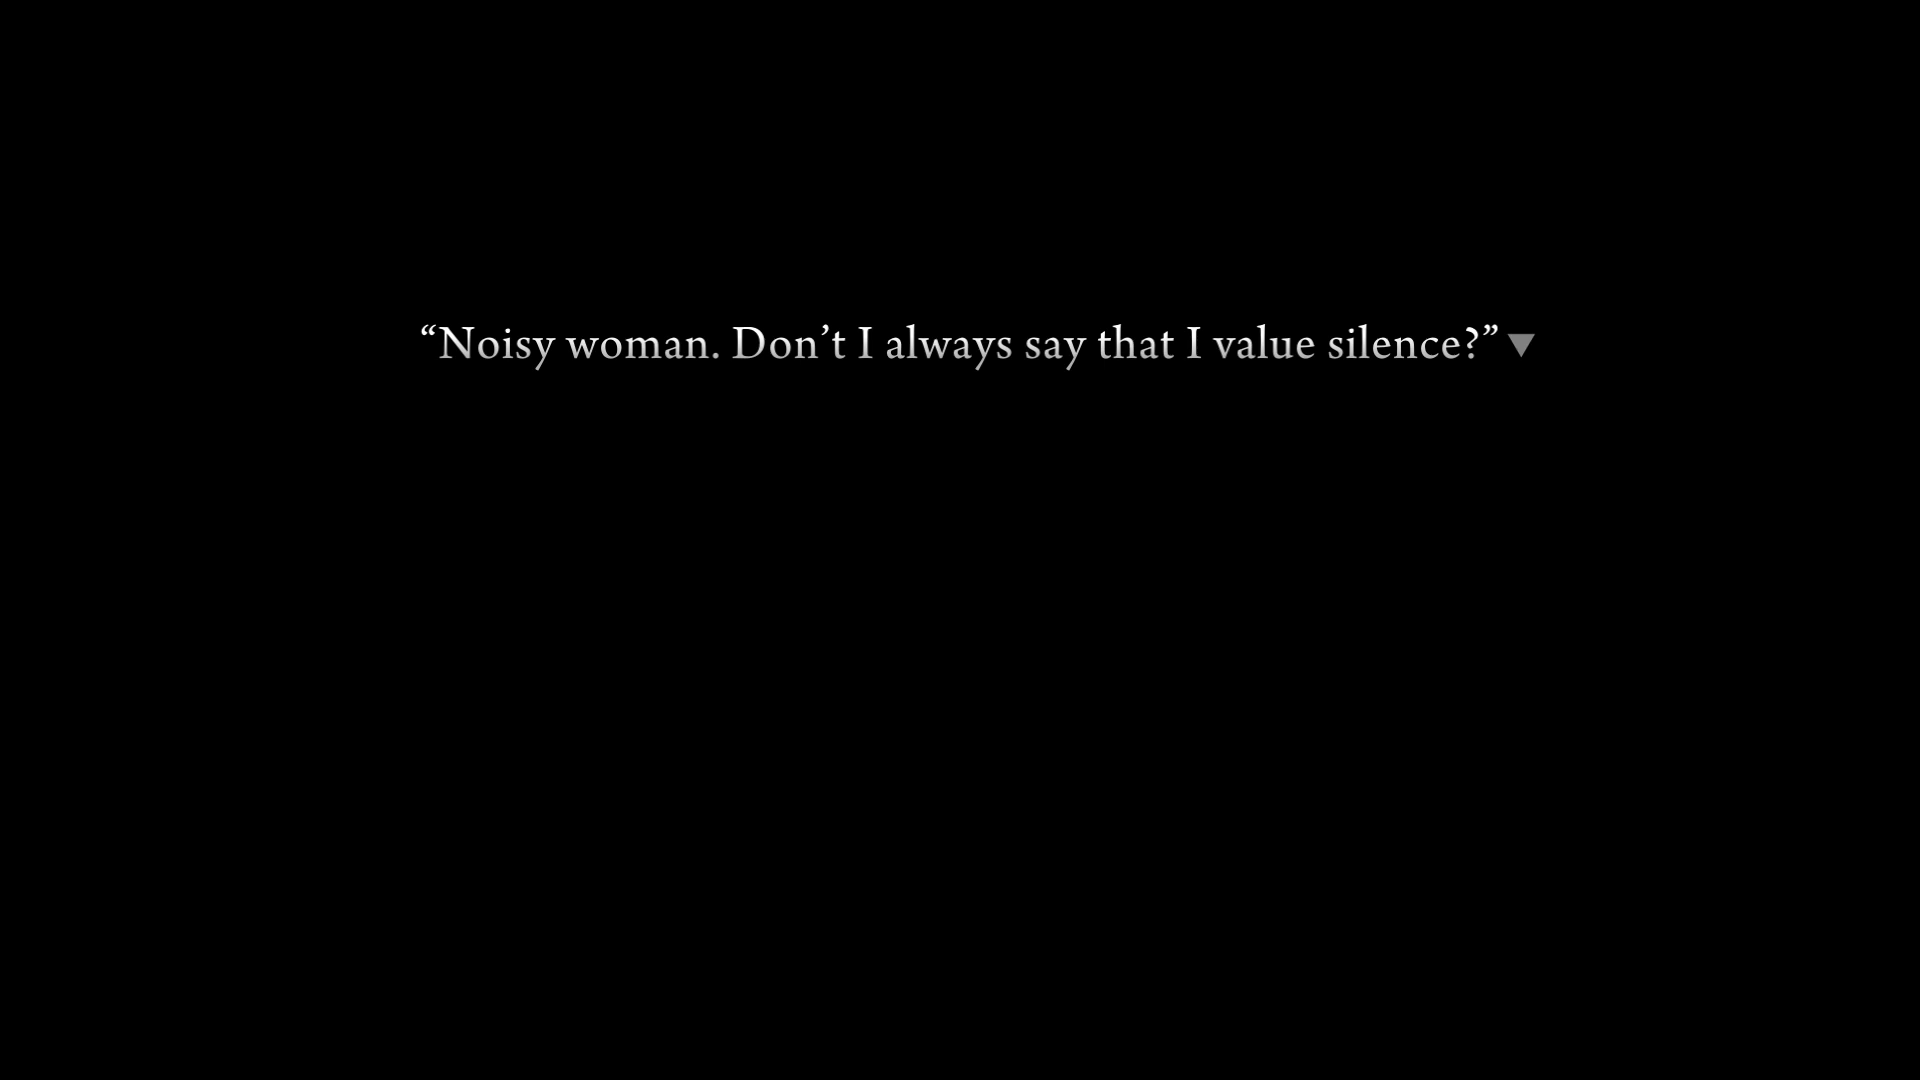 “Noisy woman. Don’t I always say that I value silence?”